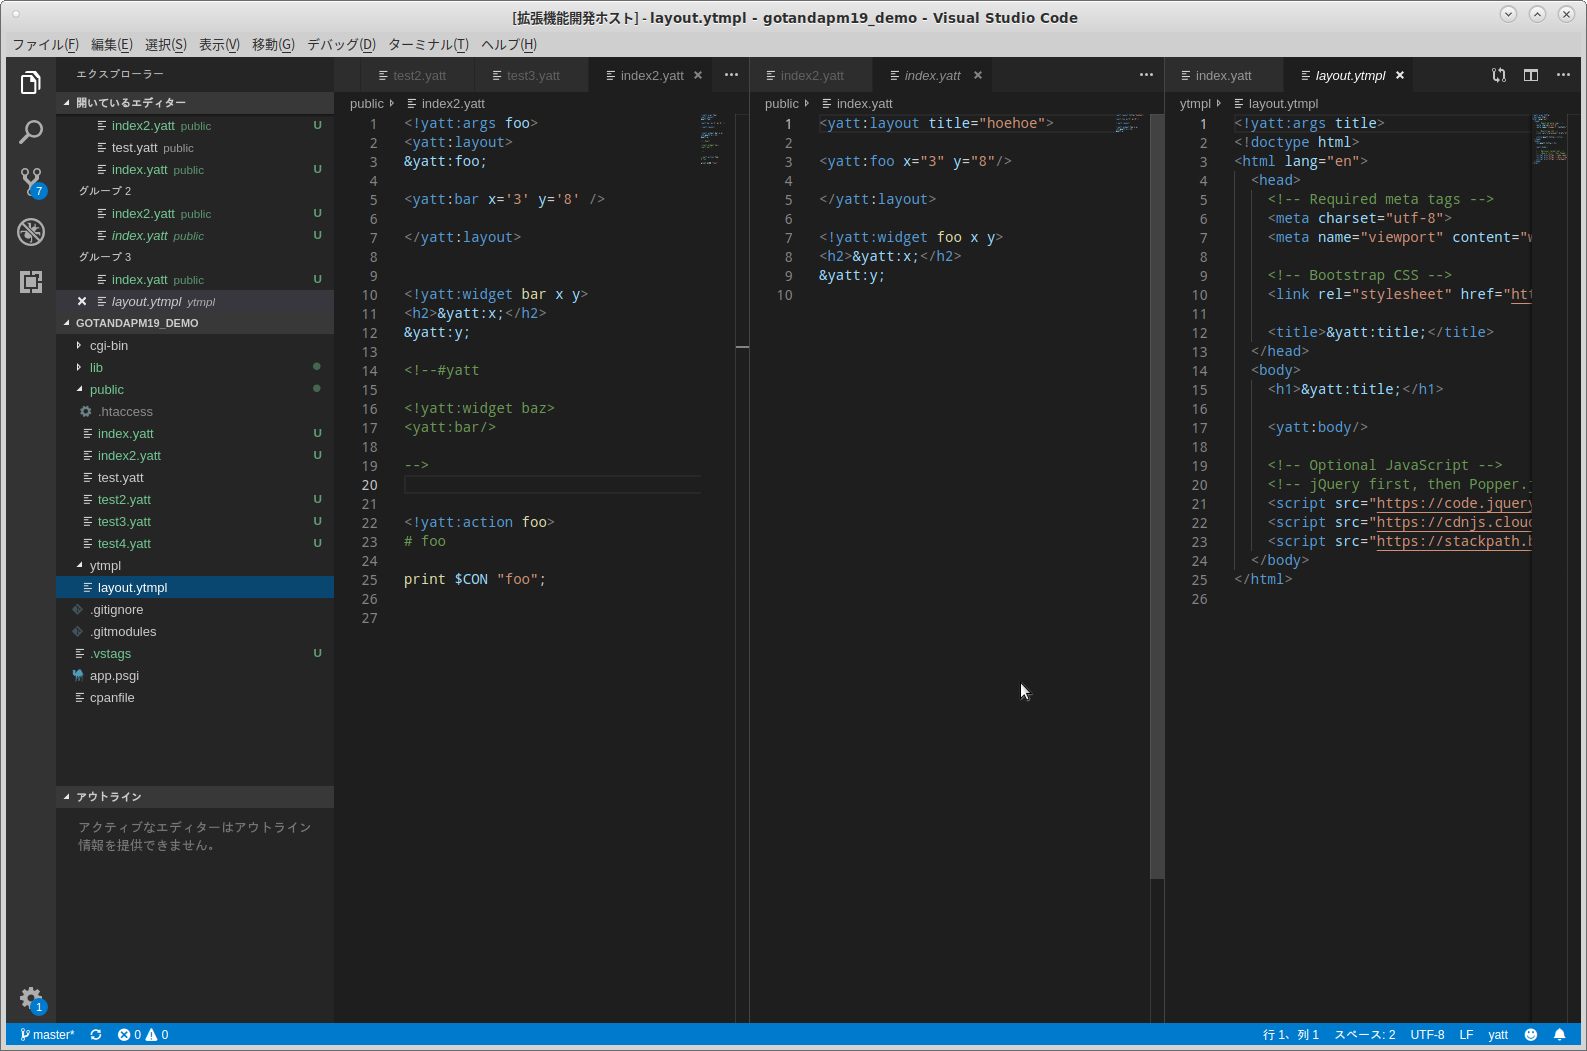 [拡張機能開発ホスト] - layout.ytmpl - gotandapm19_demo - Visual Studio Code
ファイル(F) 編集(E) 選択(S) 表示(V) 移動(G) デバッグ(D) ターミナル(T) ヘルプ(H)
エクスプローラー
開いているエディター
index2.yatt public U
test.yatt public
index.yatt public U
グループ 2
index2.yatt public U
index.yatt public U
グループ 3
index.yatt public U
layout.ytmpl ytmpl
GOTANDAPM19_DEMO
cgi-bin
lib
public
.htaccess
index.yatt U
index2.yatt U
test.yatt
test2.yatt U
test3.yatt U
test4.yatt U
ytmpl
layout.ytmpl
.gitignore
.gitmodules
.vstags U
app.psgi
cpanfile
アウトライン
アクティブなエディターはアウトライン
情報を提供できません。
7
1
test2.yatt test3.yatt index2.yatt
public index2.yatt
1 <!yatt:args foo>
2 <yatt:layout>
3 &yatt:foo;
4
5 <yatt:bar x='3' y='8' />
6
7 </yatt:layout>
8
9
10 <!yatt:widget bar x y>
11 <h2>&yatt:x;</h2>
12 &yatt:y;
13
14 <!--#yatt
15
16 <!yatt:widget baz>
17 <yatt:bar/>
18
19 -->
20
21
22 <!yatt:action foo>
23 # foo
24
25 print $CON "foo";
26
27
index2.yatt index.yatt
public index.yatt
1 <yatt:layout title="hoehoe">
2
3 <yatt:foo x="3" y="8"/>
4
5 </yatt:layout>
6
7 <!yatt:widget foo x y>
8 <h2>&yatt:x;</h2>
9 &yatt:y;
10
index.yatt layout.ytmpl
ytmpl layout.ytmpl
1 <!yatt:args title>
2 <!doctype html>
3 <html lang="en">
4 <head>
5 <!-- Required meta tags -->
6 <meta charset="utf-8">
7 <meta name="viewport" content="w
8
9 <!-- Bootstrap CSS -->
10 <link rel="stylesheet" href="htt
11
12 <title>&yatt:title;</title>
13 </head>
14 <body>
15 <h1>&yatt:title;</h1>
16
17 <yatt:body/>
18
19 <!-- Optional JavaScript -->
20 <!-- jQuery first, then Popper.j
21 <script src="https://code.jquery
22 <script src="https://cdnjs.cloud
23 <script src="https://stackpath.b
24 </body>
25 </html>
26
master* 0 0 行 1、列 1 スペース: 2 UTF-8 LF yatt